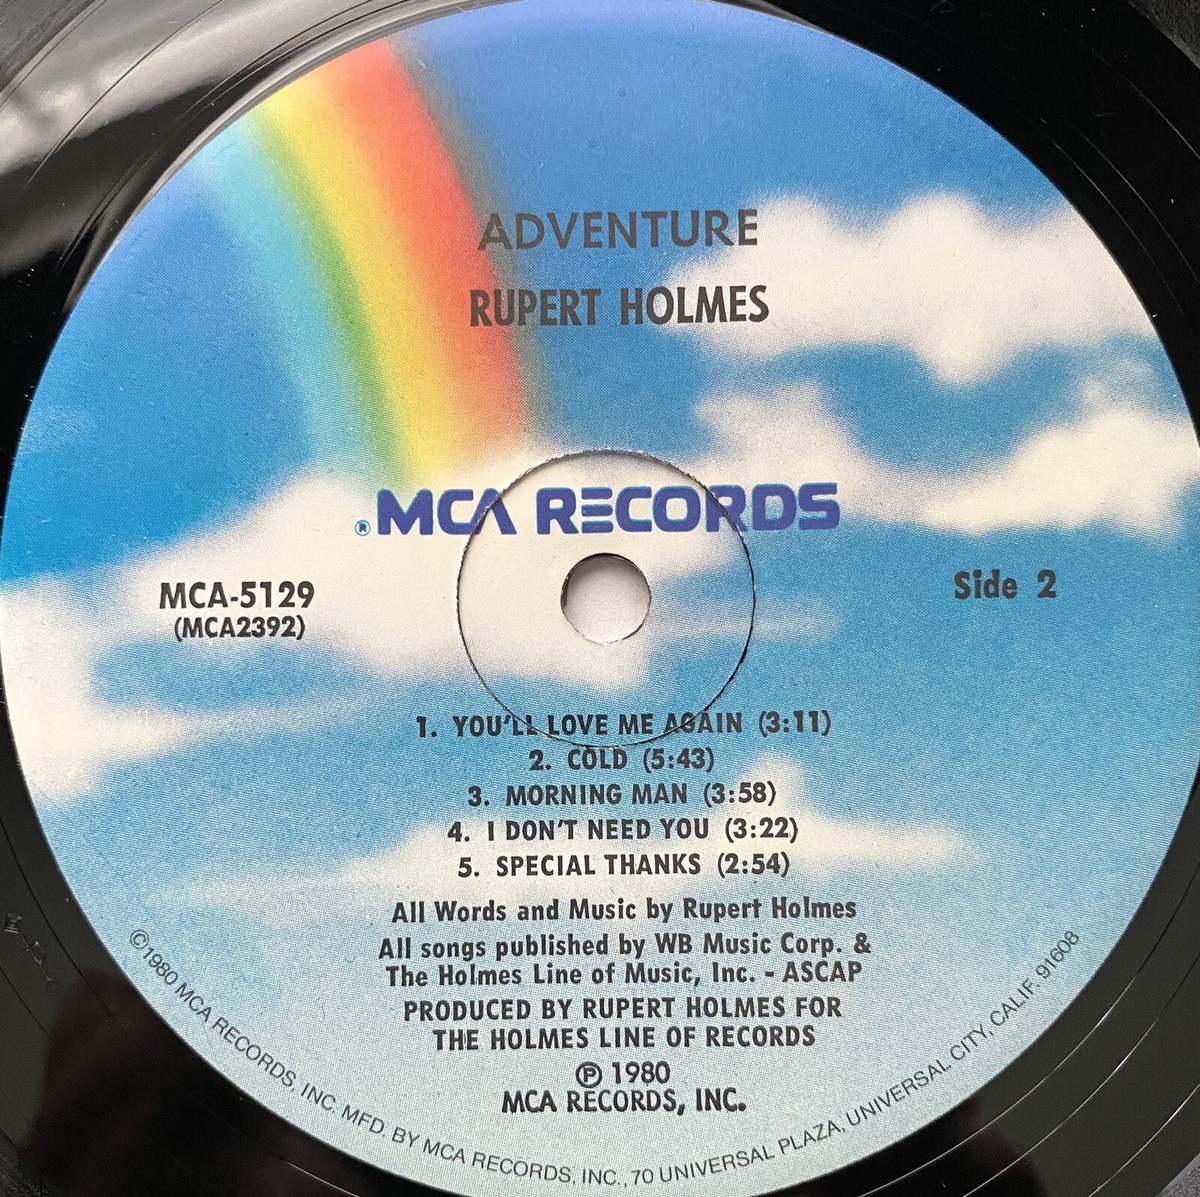 ADVENTURE
RUPERT HOLMES
® MCA RECORDS
MCA-5129
(MCA2392)
Side 2
1. YOU'LL LOVE ME AGAIN (3:11)
2. COLD (5:43)
3. MORNING MAN (3:58)
4. I DON'T NEED YOU (3:22)
5. SPECIAL THANKS (2:54)
All Words and Music by Rupert Holmes
All songs published by WB Music Corp. &
The Holmes Line of Music, Inc. - ASCAP
PRODUCED BY RUPERT HOLMES FOR
THE HOLMES LINE OF RECORDS
℗ 1980
MCA RECORDS, INC.
©1980 MCA RECORDS, INC. MFD. BY MCA RECORDS, INC., 70 UNIVERSAL PLAZA, UNIVERSAL CITY, CALIF. 91608